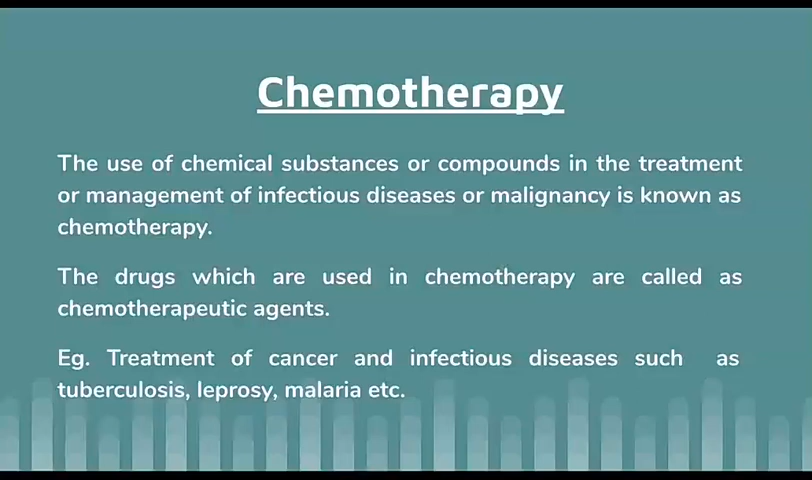 Chemotherapy
The use of chemical substances or compounds in the treatment
or management of infectious diseases or malignancy is known as
chemotherapy.
The drugs which are used in chemotherapy are called as
chemotherapeutic agents.
Eg. Treatment of cancer and infectious diseases such as
tuberculosis, leprosy, malaria etc.